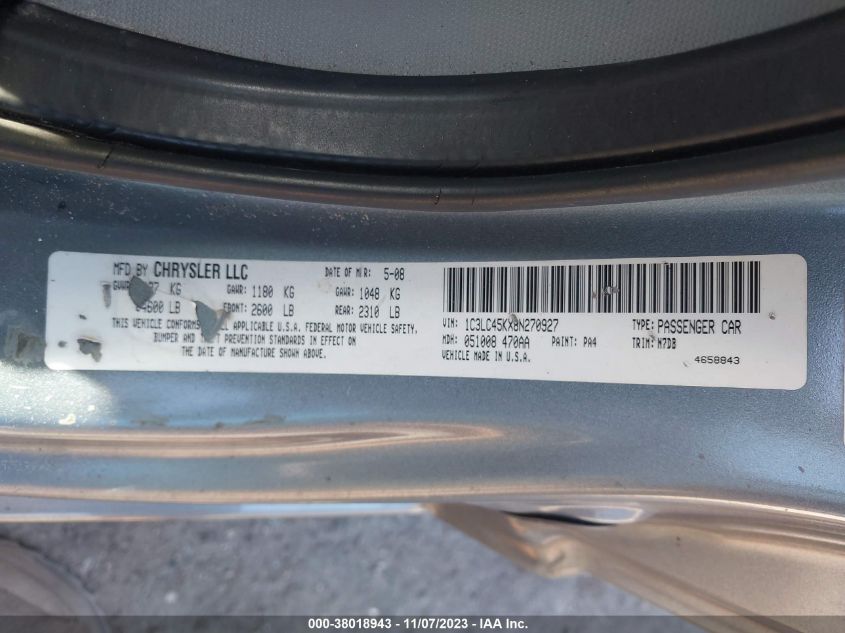 MFD BY CHRYSLER LLC DATE OF MFR: 5-08
GVWR KG GAWR: 1180 KG GAWR: 1048 KG
04600 LB FRONT: 2600 LB REAR: 2310 LB
THIS VEHICLE CONFORMS APPLICABLE U.S.A. FEDERAL MOTOR VEHICLE SAFETY,
BUMPER AND PREVENTION STANDARDS IN EFFECT ON
THE DATE OF MANUFACTURE SHOWN ABOVE.
VIN: 1C3LC45KX8N270927 TYPE: PASSENGER CAR
MDH: 051008 470AA PAINT: PA4 TRIM: M7DB
VEHICLE MADE IN U.S.A. 4658843
000-38018943 | 11/07/2023 - IAAI INC.